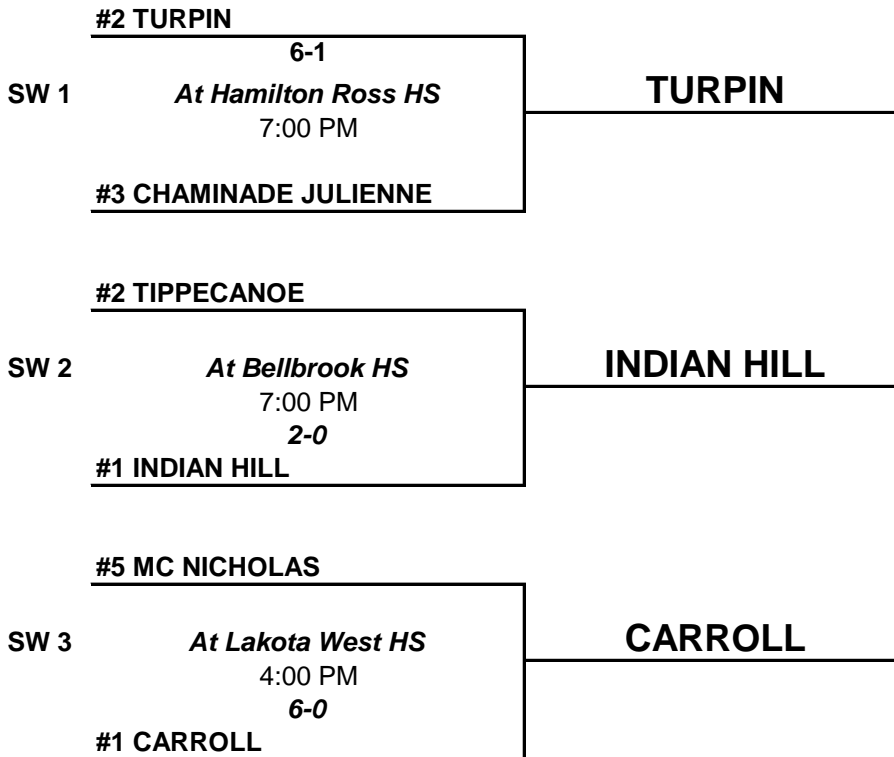 #2 TURPIN
6-1
SW 1 At Hamilton Ross HS TURPIN
7:00 PM
#3 CHAMINADE JULIENNE
#2 TIPPECANOE
SW 2 At Bellbrook HS INDIAN HILL
7:00 PM
2-0
#1 INDIAN HILL
#5 MC NICHOLAS
SW 3 At Lakota West HS CARROLL
4:00 PM
6-0
#1 CARROLL